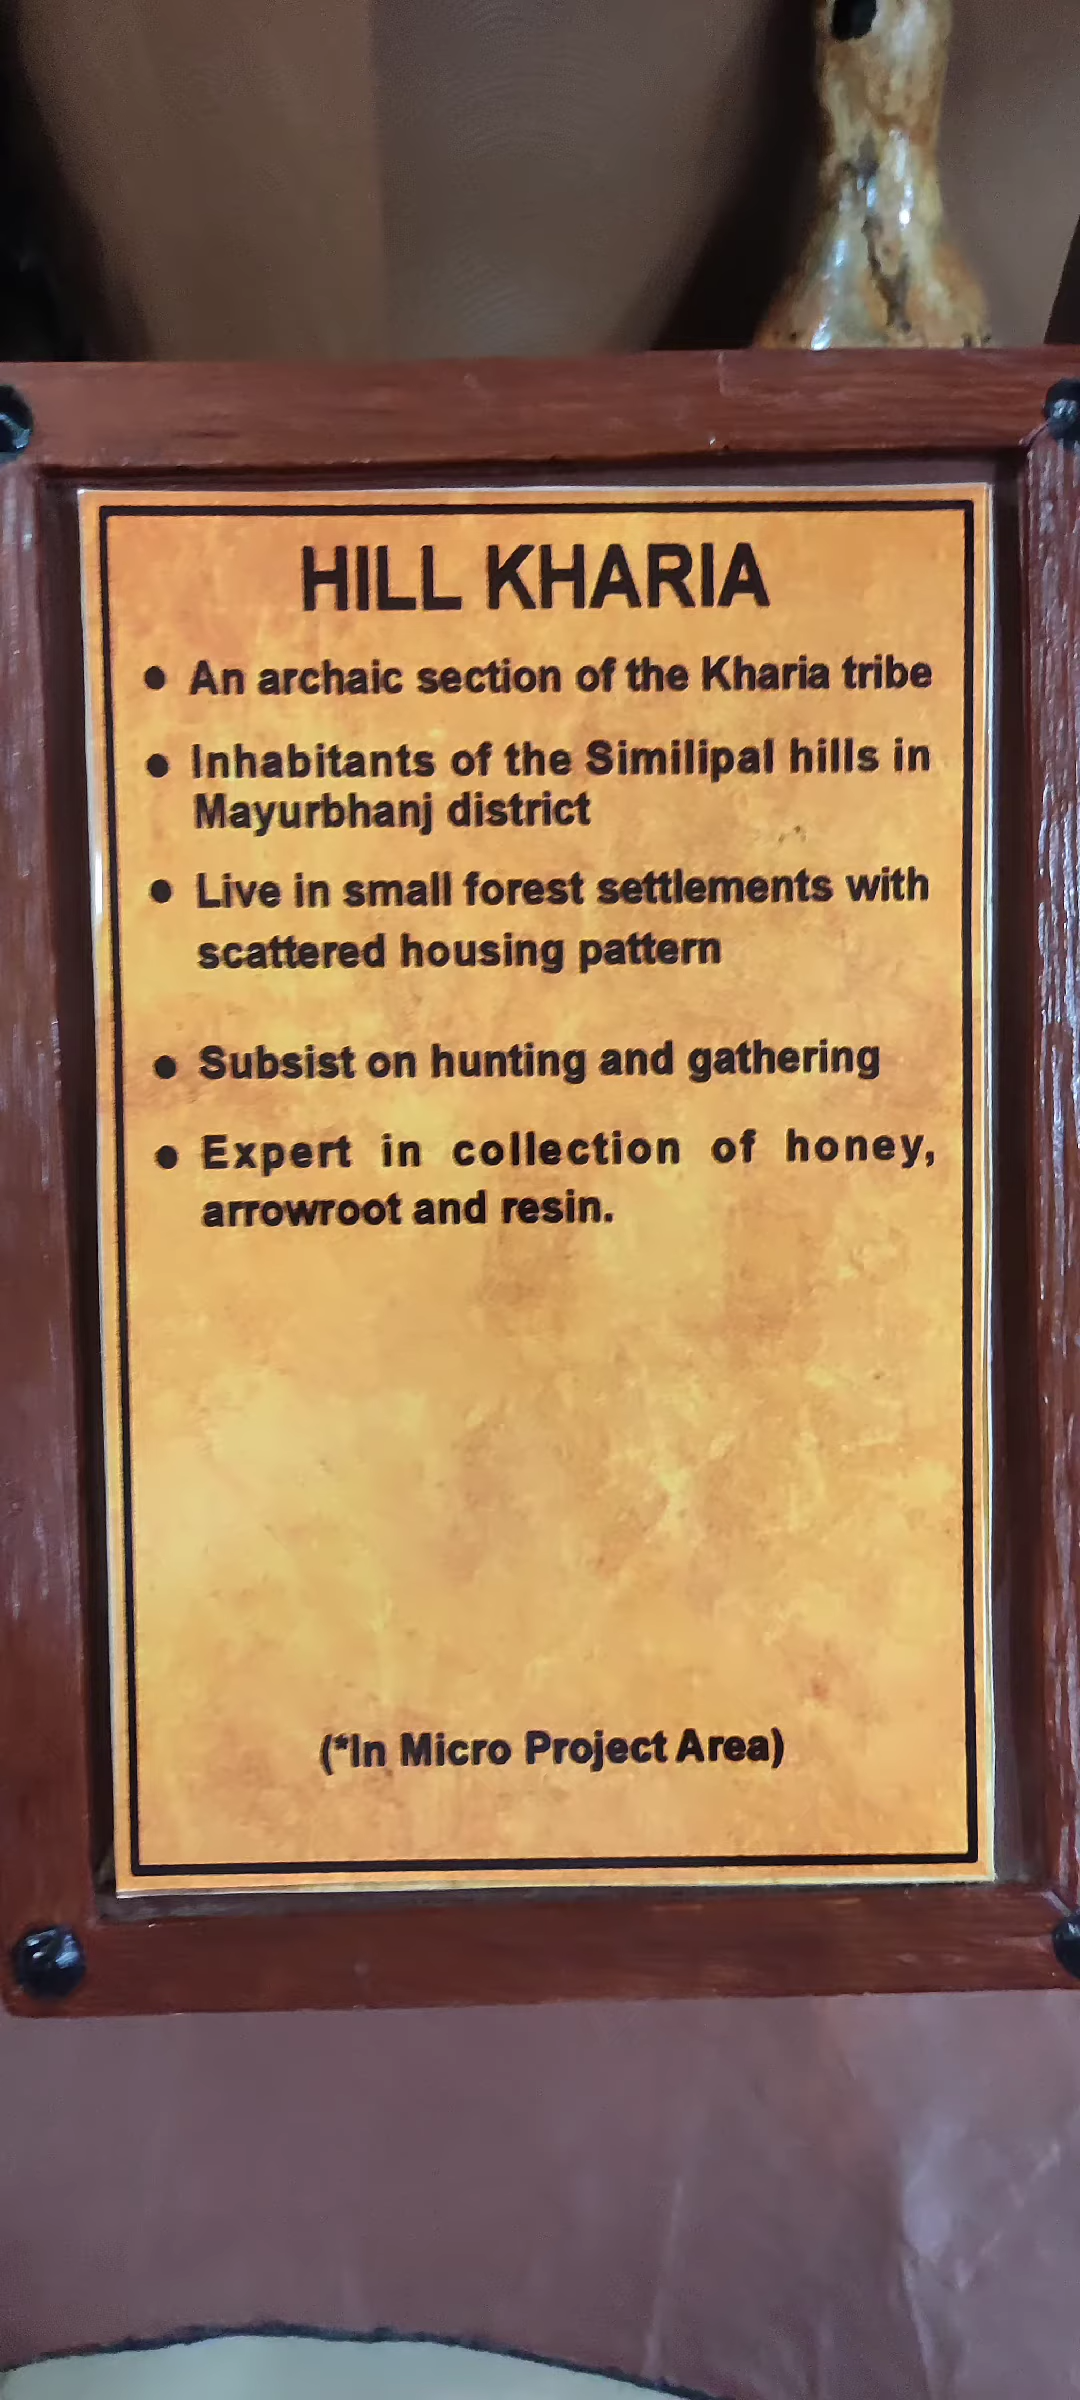 HILL KHARIA
● An archaic section of the Kharia tribe
● Inhabitants of the Similipal hills in
Mayurbhanj district
● Live in small forest settlements with
scattered housing pattern
● Subsist on hunting and gathering
● Expert in collection of honey,
arrowroot and resin.
(*In Micro Project Area)